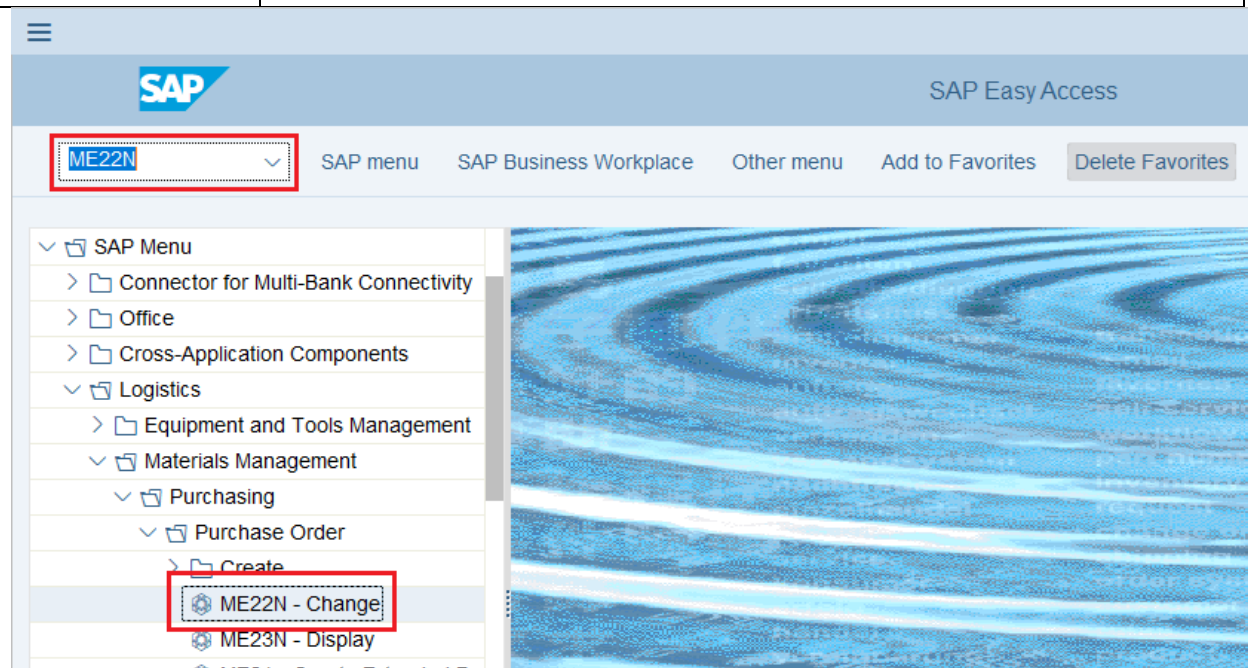 SAP
SAP Easy Access
ME22N SAP menu SAP Business Workplace Other menu Add to Favorites Delete Favorites
SAP Menu
Connector for Multi-Bank Connectivity
Office
Cross-Application Components
Logistics
Equipment and Tools Management
Materials Management
Purchasing
Purchase Order
Create
ME22N - Change
ME23N - Display